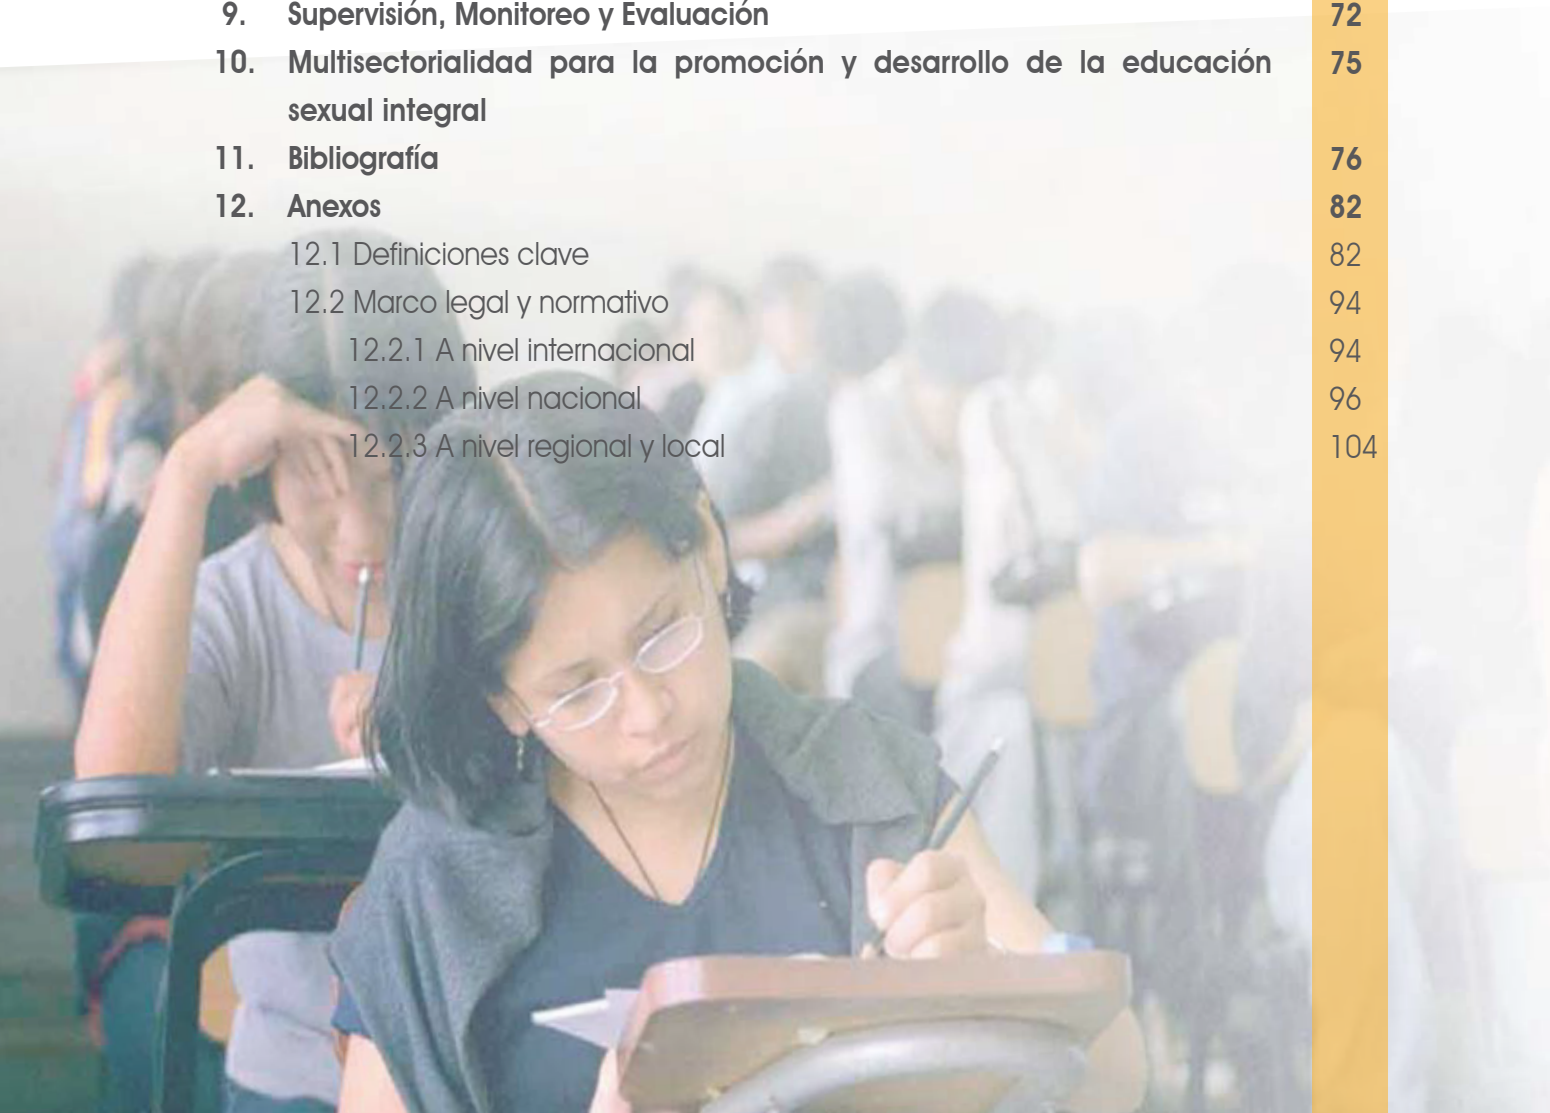 9. Supervisión, Monitoreo y Evaluación 72
10. Multisectorialidad para la promoción y desarrollo de la educación 75
sexual integral
11. Bibliografía 76
12. Anexos 82
12.1 Definiciones clave 82
12.2 Marco legal y normativo 94
12.2.1 A nivel internacional 94
12.2.2 A nivel nacional 96
12.2.3 A nivel regional y local 104